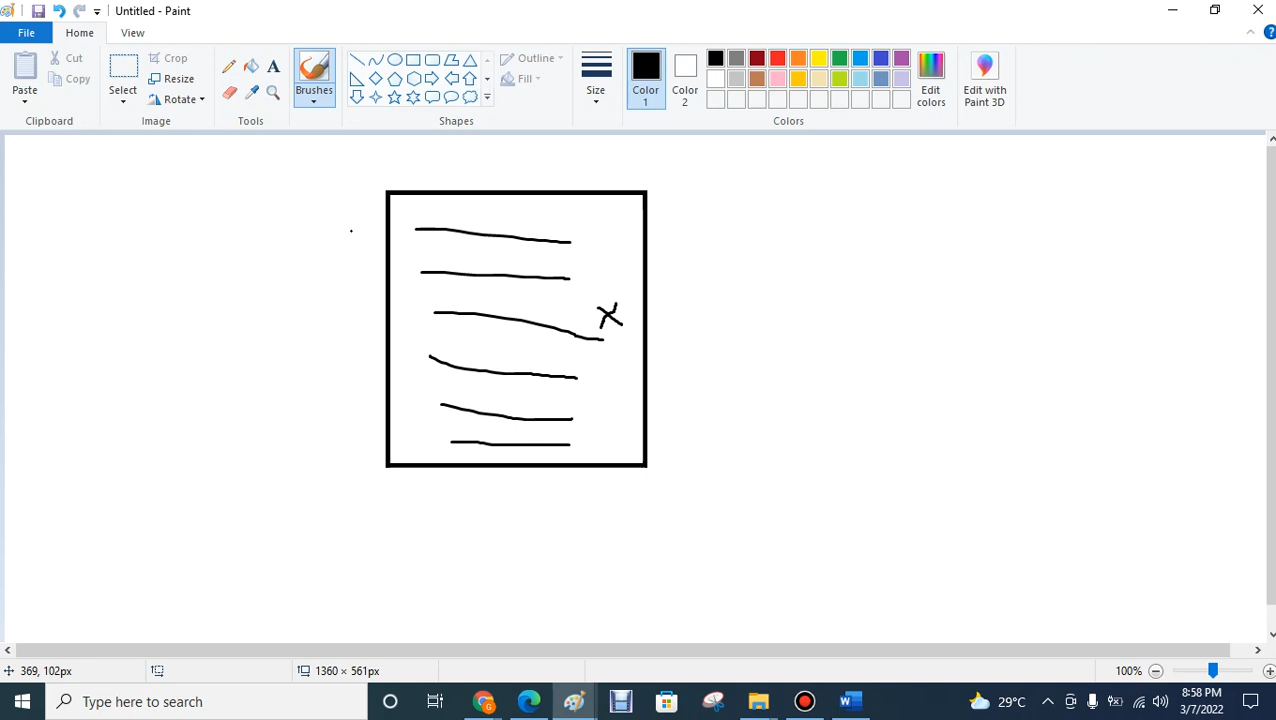 Untitled - Paint
File Home View
Paste
Cut
Copy
Clipboard
Select
Crop
Resize
Rotate
Image
Tools
Brushes
Outline
Fill
Shapes
Size
Color 1
Color 2
Edit colors
Colors
Edit with Paint 3D
X
369, 102px
1360 × 561px
100%
Type here to search
29°C
8:58 PM
3/7/2022